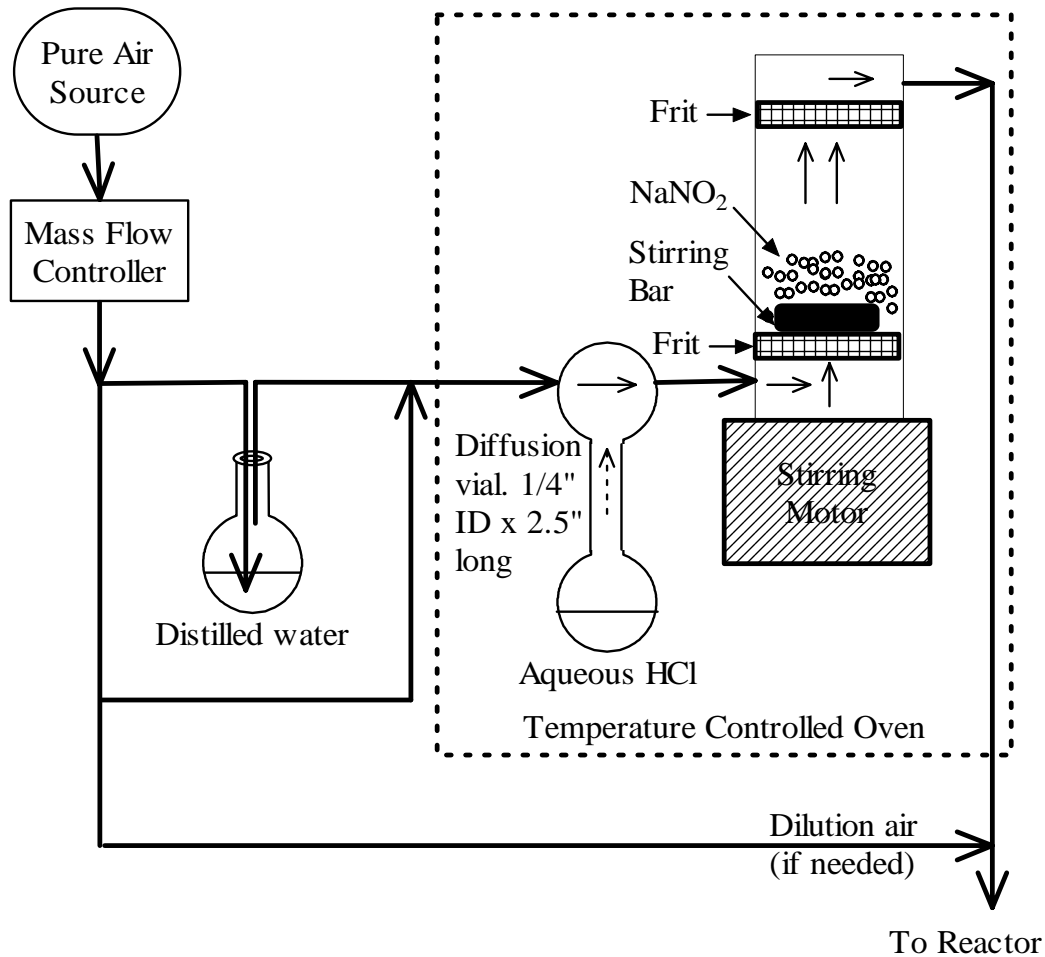 Pure Air
Source
Mass Flow
Controller
Distilled water
Frit
NaNO₂
Stirring
Bar
Frit
Diffusion
vial. 1/4"
ID x 2.5"
long
Stirring
Motor
Aqueous HCl
Temperature Controlled Oven
Dilution air
(if needed)
To Reactor